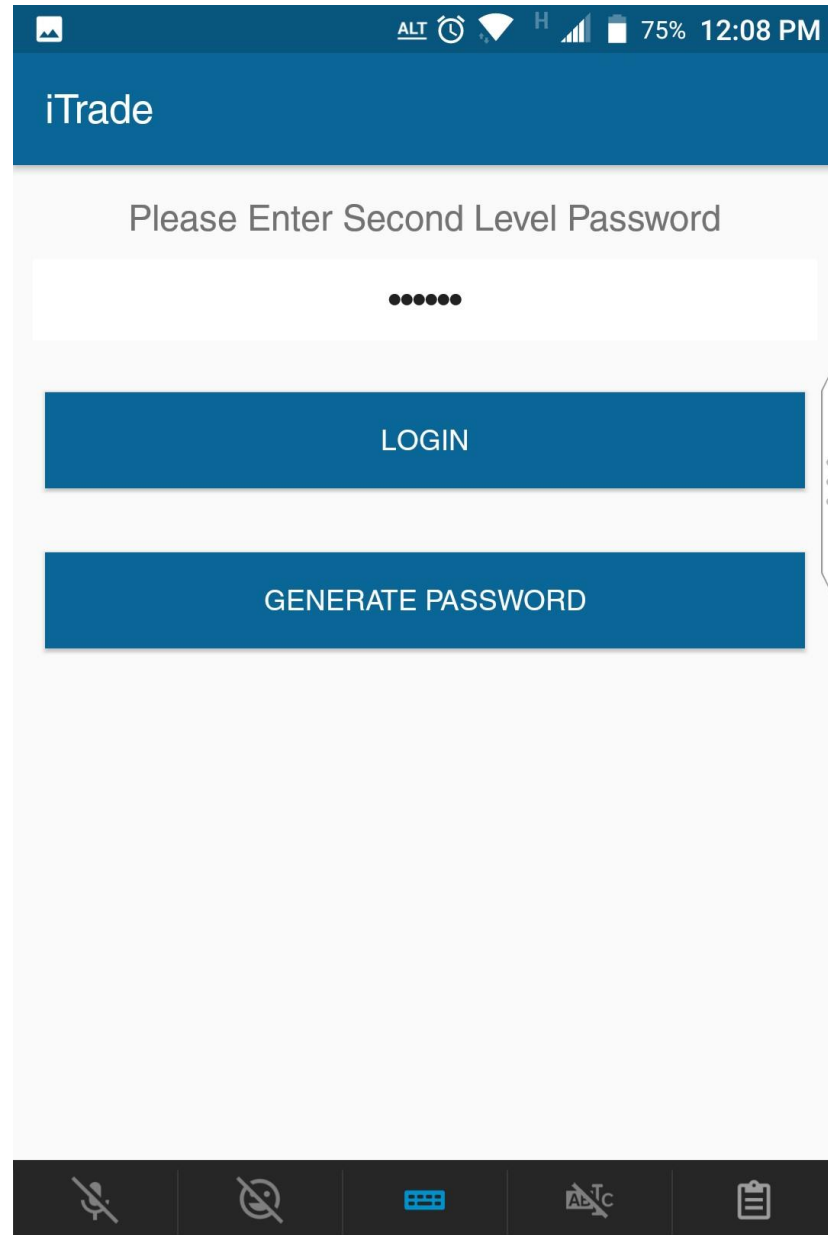 ALT H 75% 12:08 PM
iTrade
Please Enter Second Level Password
••••••
LOGIN
GENERATE PASSWORD